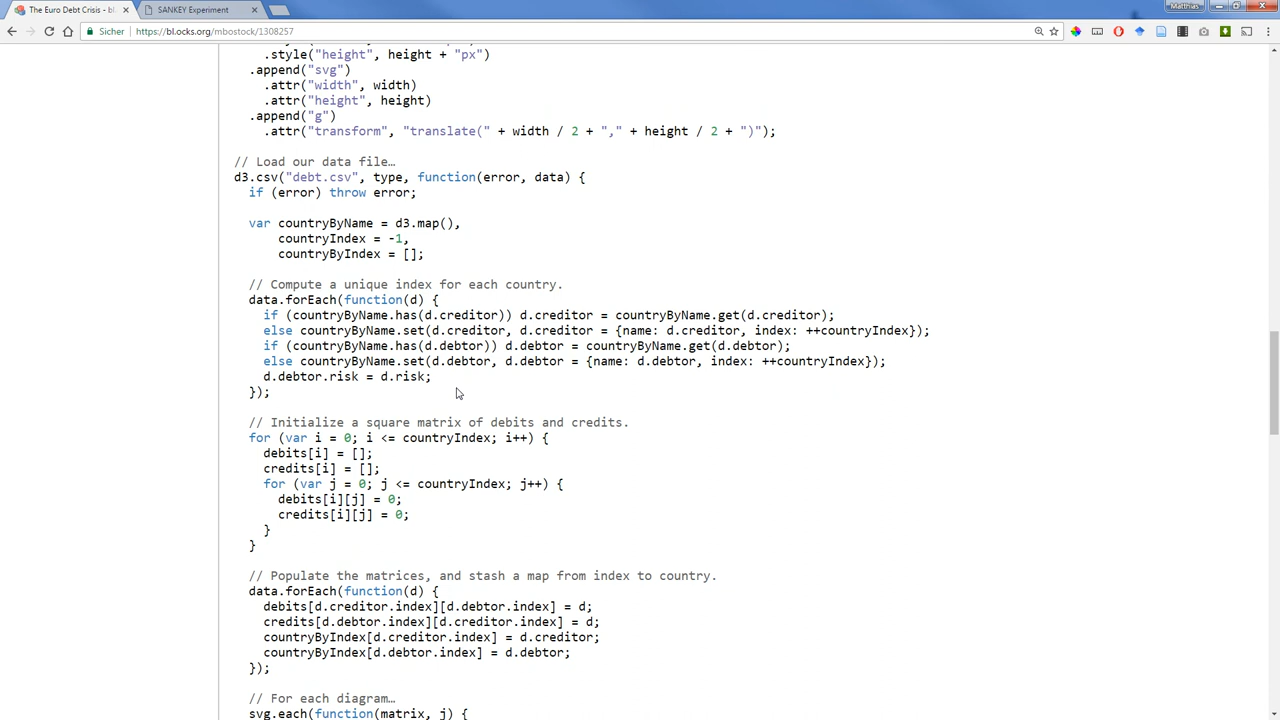 The Euro Debt Crisis - bl.
SANKEY Experiment
Matthias
Sicher
https://bl.ocks.org/mbostock/1308257
.style("height", height + "px")
.append("svg")
.attr("width", width)
.attr("height", height)
.append("g")
.attr("transform", "translate(" + width / 2 + "," + height / 2 + ")");
// Load our data file…
d3.csv("debt.csv", type, function(error, data) {
if (error) throw error;
var countryByName = d3.map(),
countryIndex = -1,
countryByIndex = [];
// Compute a unique index for each country.
data.forEach(function(d) {
if (countryByName.has(d.creditor)) d.creditor = countryByName.get(d.creditor);
else countryByName.set(d.creditor, d.creditor = {name: d.creditor, index: ++countryIndex});
if (countryByName.has(d.debtor)) d.debtor = countryByName.get(d.debtor);
else countryByName.set(d.debtor, d.debtor = {name: d.debtor, index: ++countryIndex});
d.debtor.risk = d.risk;
});
// Initialize a square matrix of debits and credits.
for (var i = 0; i <= countryIndex; i++) {
debits[i] = [];
credits[i] = [];
for (var j = 0; j <= countryIndex; j++) {
debits[i][j] = 0;
credits[i][j] = 0;
}
}
// Populate the matrices, and stash a map from index to country.
data.forEach(function(d) {
debits[d.creditor.index][d.debtor.index] = d;
credits[d.debtor.index][d.creditor.index] = d;
countryByIndex[d.creditor.index] = d.creditor;
countryByIndex[d.debtor.index] = d.debtor;
});
// For each diagram…
svg.each(function(matrix, j) {